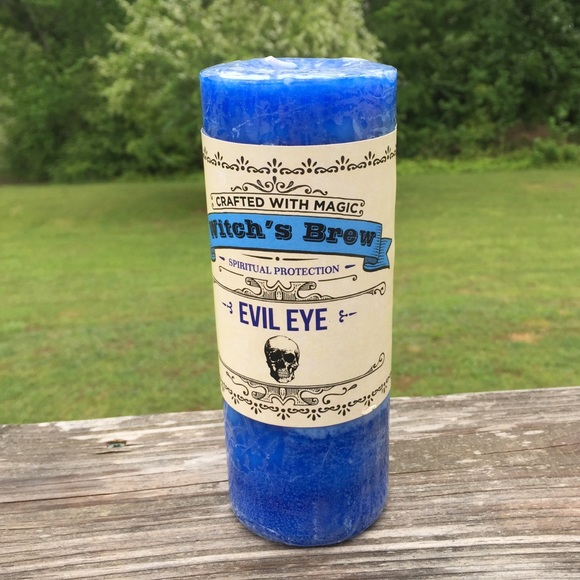 CRAFTED WITH MAGIC
Witch's Brew
SPIRITUAL PROTECTION
EVIL EYE